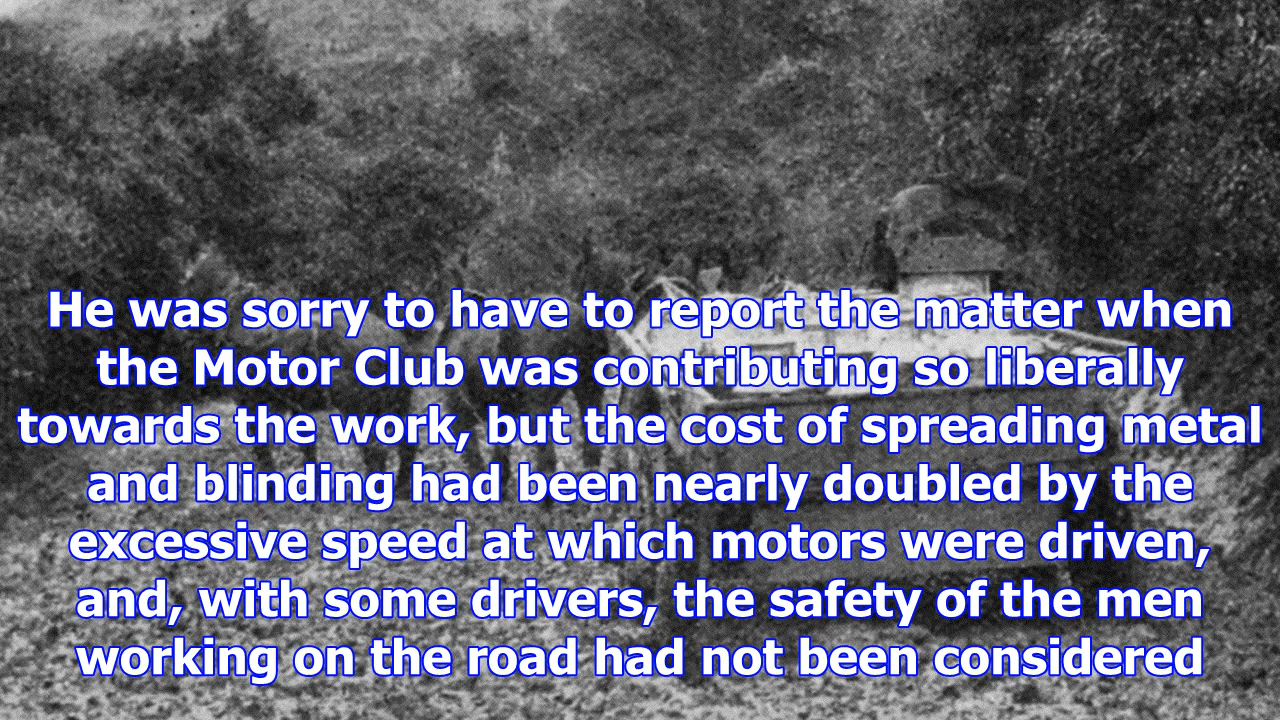 He was sorry to have to report the matter when
the Motor Club was contributing so liberally
towards the work, but the cost of spreading metal
and blinding had been nearly doubled by the
excessive speed at which motors were driven,
and, with some drivers, the safety of the men
working on the road had not been considered